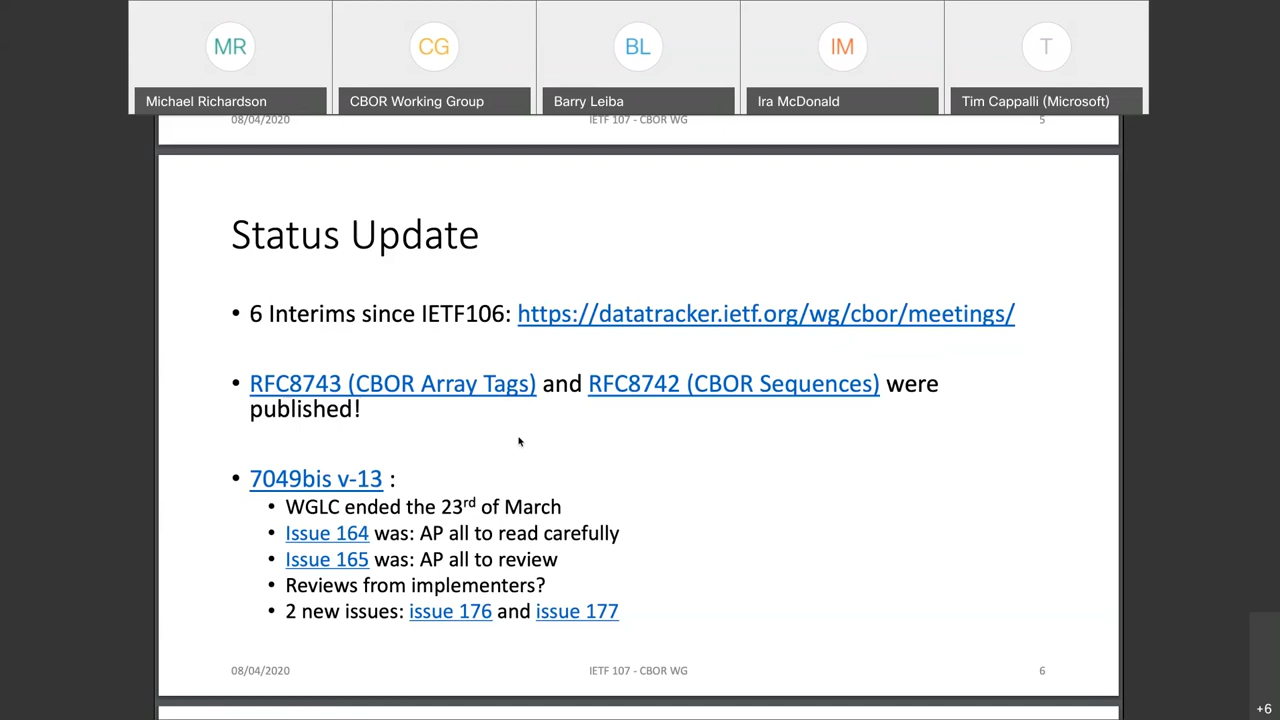 MR
CG
BL
IM
T
Michael Richardson
CBOR Working Group
Barry Leiba
Ira McDonald
Tim Cappalli (Microsoft)
08/04/2020
IETF 107 - CBOR WG
5
Status Update
• 6 Interims since IETF106: https://datatracker.ietf.org/wg/cbor/meetings/
• RFC8743 (CBOR Array Tags) and RFC8742 (CBOR Sequences) were
published!
• 7049bis v-13 :
• WGLC ended the 23rd of March
• Issue 164 was: AP all to read carefully
• Issue 165 was: AP all to review
• Reviews from implementers?
• 2 new issues: issue 176 and issue 177
08/04/2020
IETF 107 - CBOR WG
6
+6